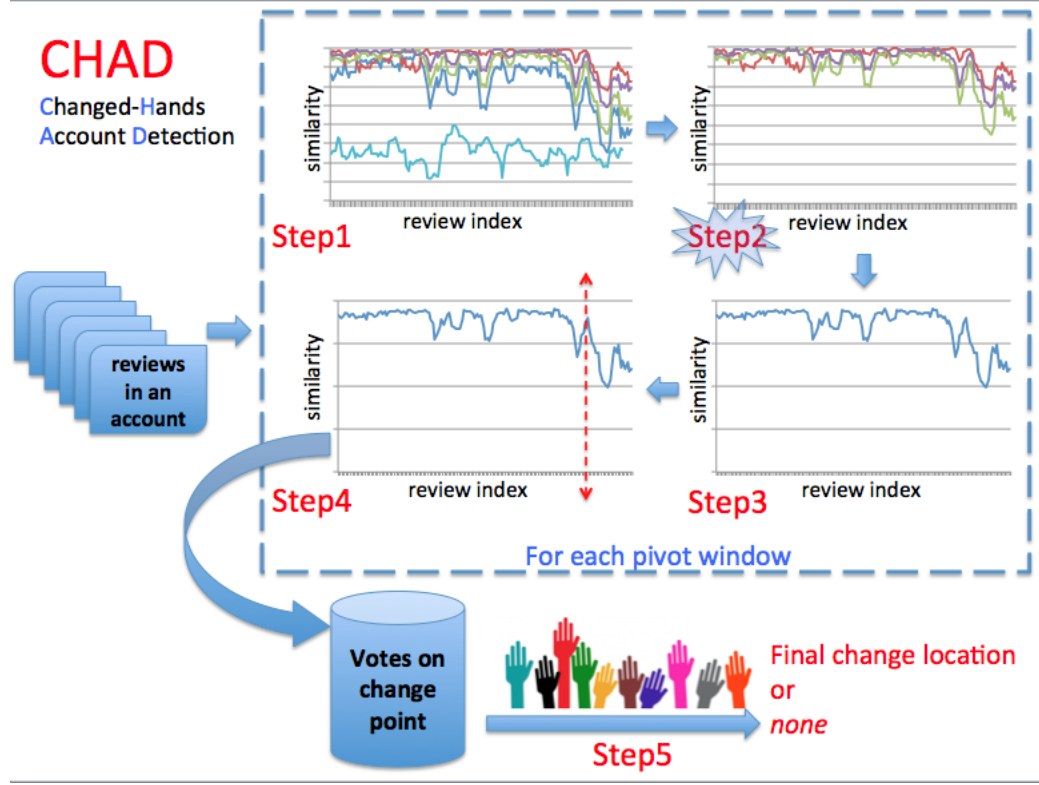 CHAD
Changed-Hands
Account Detection
similarity
review index
Step1
similarity
review index
Step2
similarity
review index
Step4
similarity
review index
Step3
For each pivot window
reviews
in an
account
Votes on
change
point
Step5
Final change location
or
none